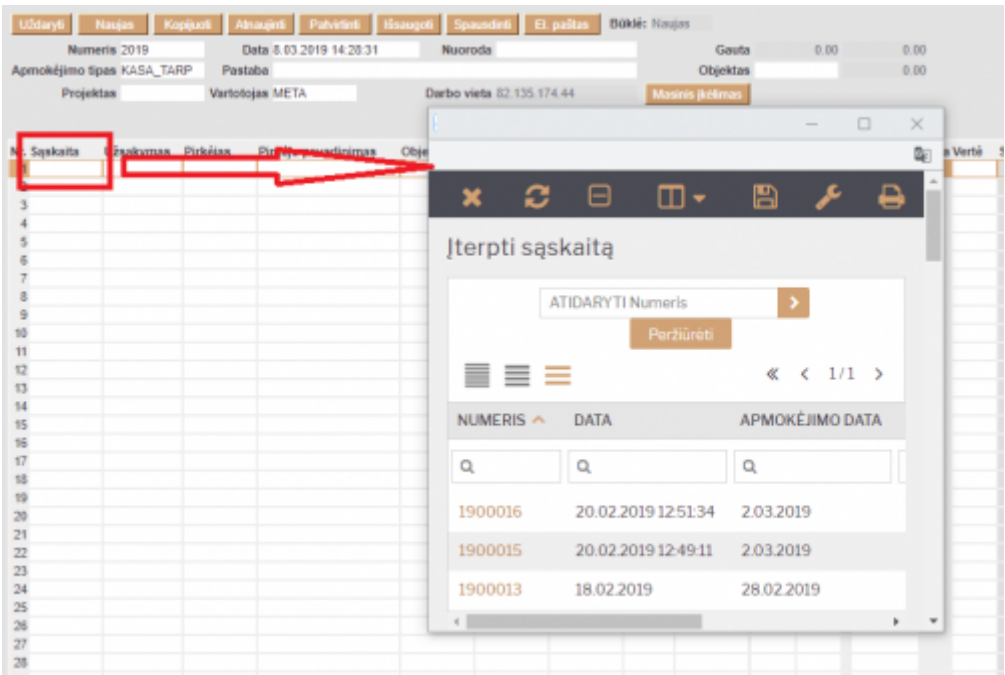 Uždaryti Naujas Kopijuoti Atnaujinti Patvirtinti Išsaugoti Spausdinti El. paštas Būklė: Naujas
Numeris 2019 Data 8.03.2019 14:28:31 Nuoroda Gauta 0.00 0.00
Apmokėjimo tipas KASA_TARP Pastaba Objektas 0.00
Projektas Vartotojas META Darbo vieta 82.135.174.44 Masinis įkėlimas
Sąskaita Užsakymas Pirkėjas Pirkėjo pavadinimas Obje Vertė
Įterpti sąskaitą
ATIDARYTI Numeris
Peržiūrėti
1/1
NUMERIS DATA APMOKĖJIMO DATA
1900016 20.02.2019 12:51:34 2.03.2019
1900015 20.02.2019 12:49:11 2.03.2019
1900013 18.02.2019 28.02.2019
3
4
5
6
7
8
9
10
11
12
13
14
15
16
17
18
19
20
21
22
23
24
25
26
27
28